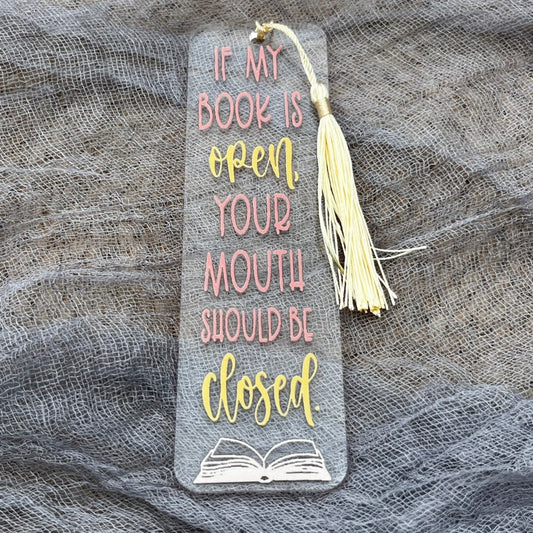 IF MY
BOOK IS
open,
YOUR
MOUTH
SHOULD BE
closed.